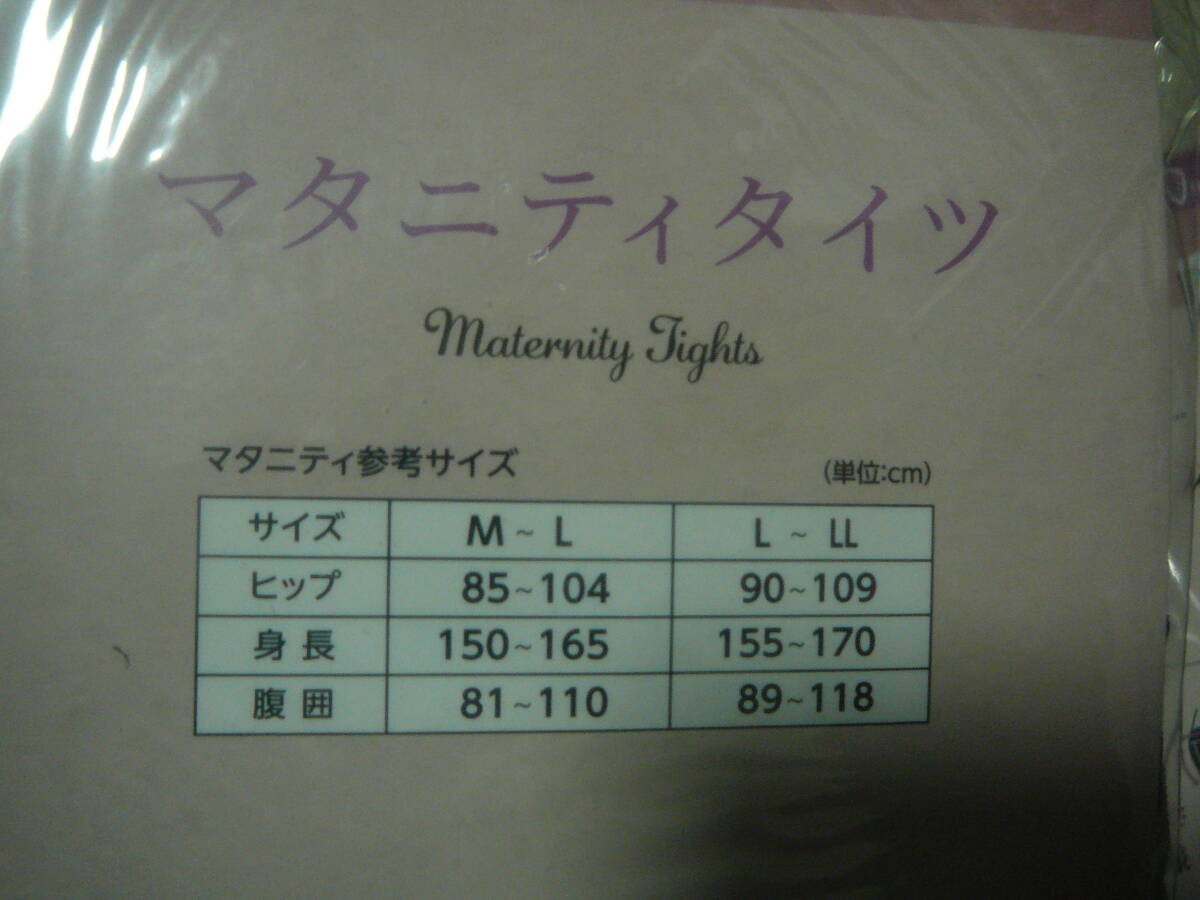 マタニティタイツ
Maternity Tights
マタニティ参考サイズ (単位:cm)
サイズ M ~ L L ~ LL
ヒップ 85~104 90~109
身長 150~165 155~170
腹囲 81~110 89~118